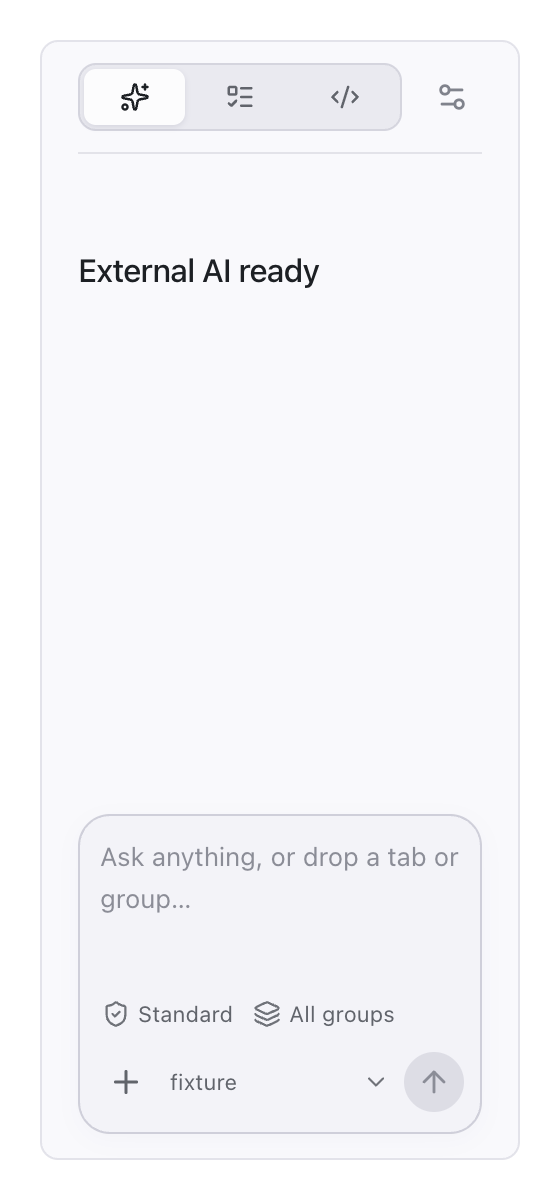 External AI ready
Ask anything, or drop a tab or
group...
Standard All groups
fixture